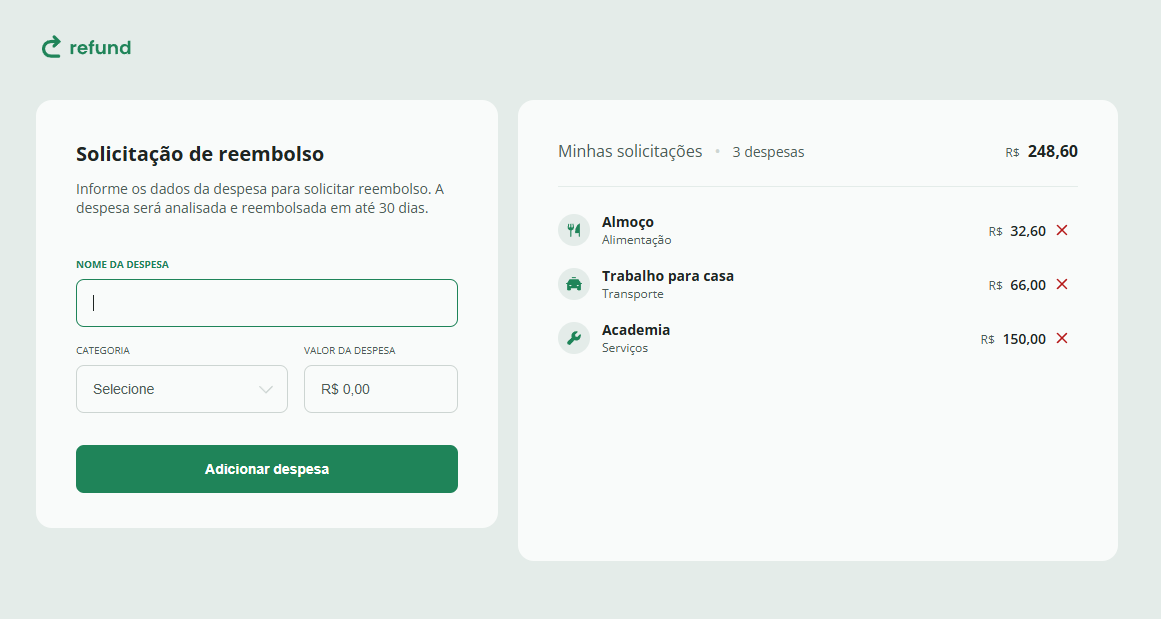 refund
Solicitação de reembolso
Informe os dados da despesa para solicitar reembolso. A
despesa será analisada e reembolsada em até 30 dias.
NOME DA DESPESA
CATEGORIA VALOR DA DESPESA
Selecione R$ 0,00
Adicionar despesa
Minhas solicitações • 3 despesas R$ 248,60
Almoço
Alimentação
R$ 32,60
Trabalho para casa
Transporte
R$ 66,00
Academia
Serviços
R$ 150,00